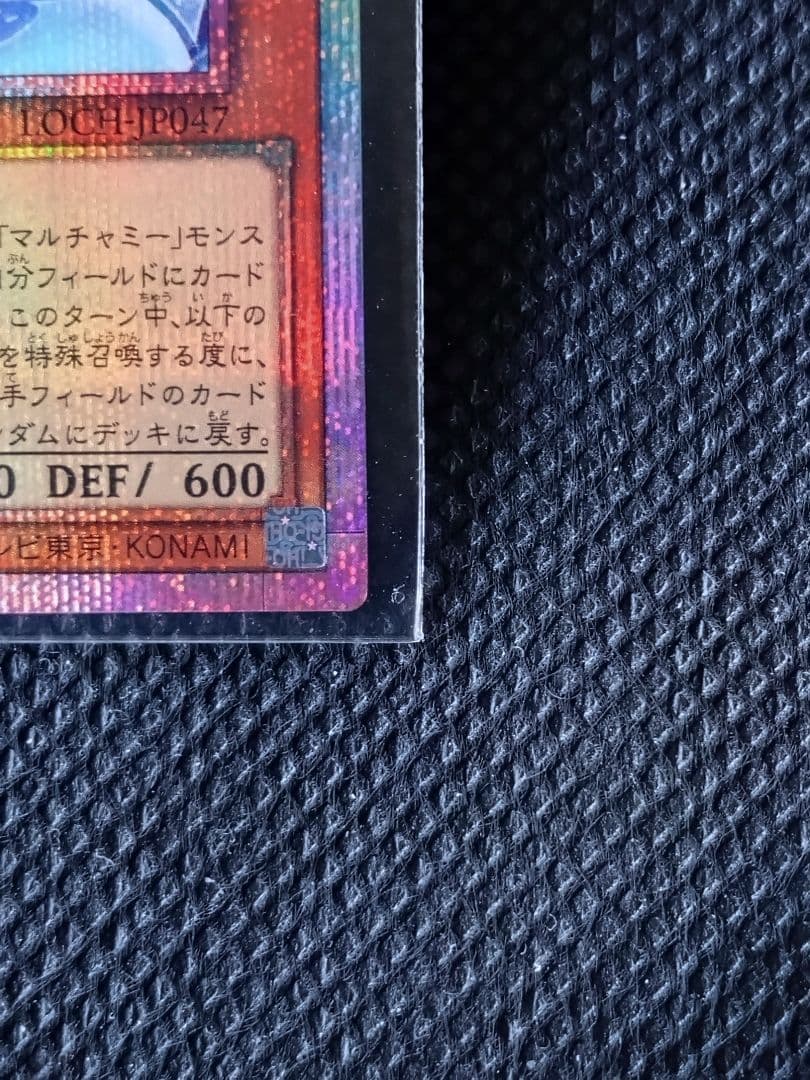 LOCH-JP047
「マルチャミー」モンス
分フィールドにカード
このターン中、以下の
を特殊召喚する度に、
手フィールドのカード
ンダムにデッキに戻す。
0 DEF/ 600
レビ東京・KONAMI